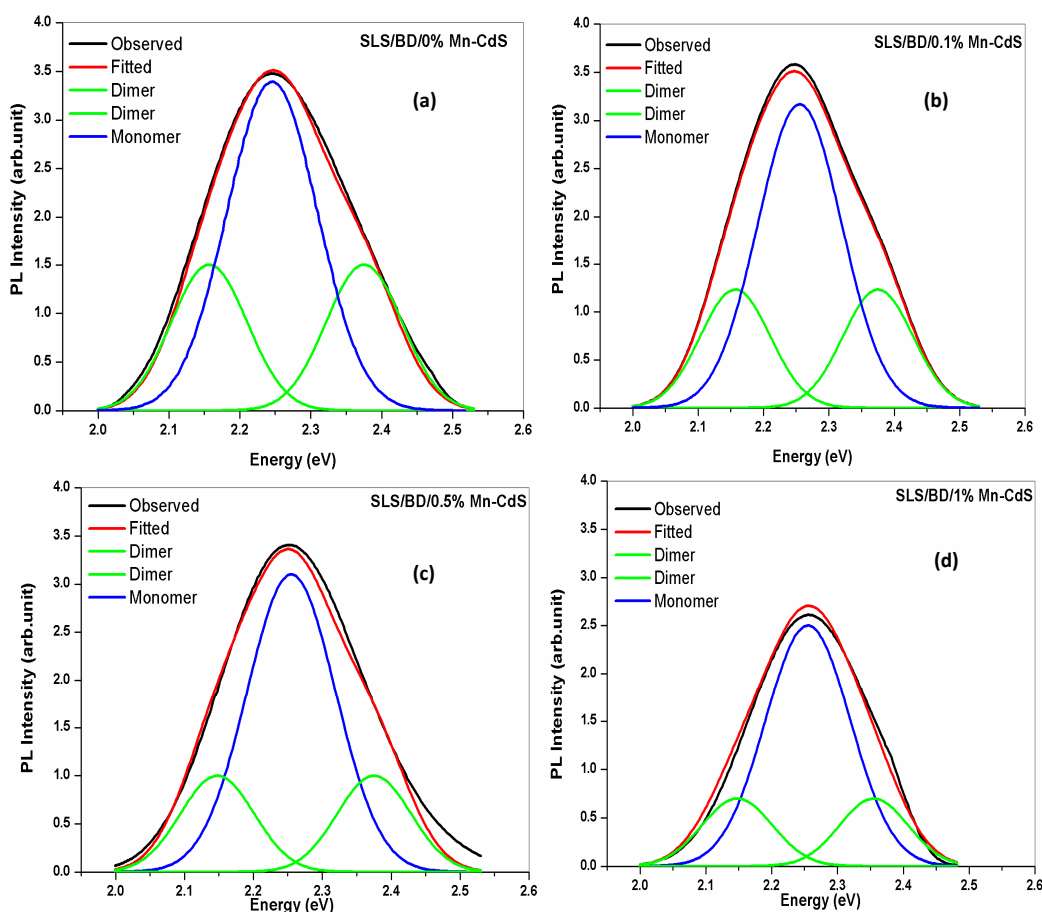 SLS/BD/0% Mn-CdS
Observed
Fitted
Dimer
Dimer
Monomer
(a)
PL Intensity (arb.unit)
4.0
3.5
3.0
2.5
2.0
1.5
1.0
0.5
0.0
2.0 2.1 2.2 2.3 2.4 2.5 2.6
Energy (eV)
SLS/BD/0.1% Mn-CdS
Observed
Fitted
Dimer
Dimer
Monomer
(b)
PL Intensity (arb.unit)
4.0
3.5
3.0
2.5
2.0
1.5
1.0
0.5
0.0
2.0 2.1 2.2 2.3 2.4 2.5 2.6
Energy (eV)
SLS/BD/0.5% Mn-CdS
Observed
Fitted
Dimer
Dimer
Monomer
(c)
PL Intensity (arb.unit)
4.0
3.5
3.0
2.5
2.0
1.5
1.0
0.5
0.0
2.0 2.1 2.2 2.3 2.4 2.5 2.6
Energy (eV)
SLS/BD/1% Mn-CdS
Observed
Fitted
Dimer
Dimer
Monomer
(d)
PL Intensity (arb.unit)
4.0
3.5
3.0
2.5
2.0
1.5
1.0
0.5
0.0
2.0 2.1 2.2 2.3 2.4 2.5 2.6
Energy (eV)